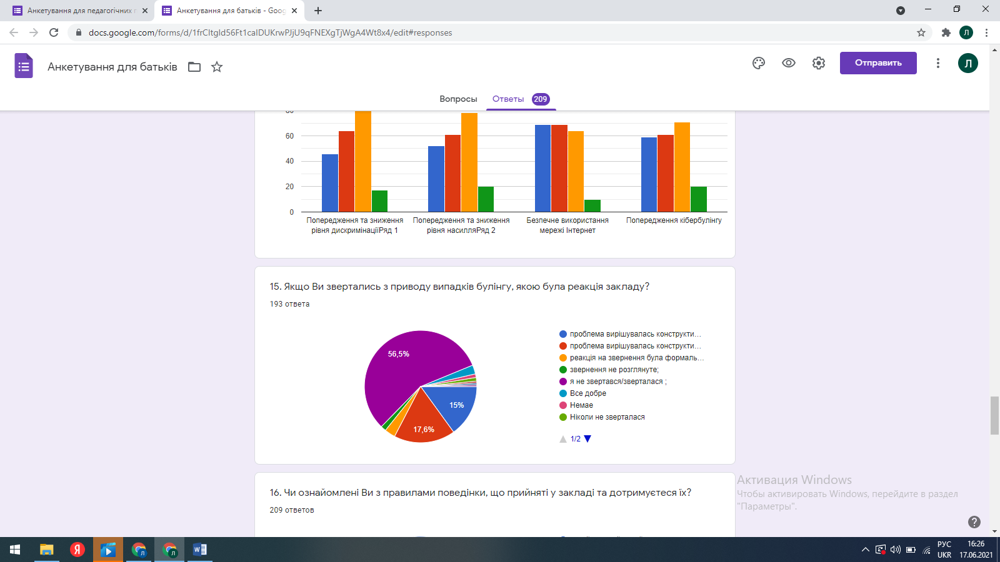 Анкетування для педагогічних п
Анкетування для батьків - Goog
docs.google.com/forms/d/1frCItgId56Ft1calDUKrwPJjU9qFNEXgTjWgA4Wt8x4/edit#responses
Л
Анкетування для батьків
Отправить
Л
Вопросы
Ответы 209
80
60
40
20
0
Попередження та зниження
рівня дискримінаціїРяд 1
Попередження та зниження
рівня насилляРяд 2
Безпечне використання
мережі Інтернет
Попередження кібербулінгу
15. Якщо Ви звертались з приводу випадків булінгу, якою була реакція закладу?
193 ответа
56,5%
15%
17,6%
проблема вирішувалась конструкти...
проблема вирішувалась конструкти...
реакція на звернення була формаль...
звернення не розглянуте;
я не звертався/зверталася ;
Все добре
Немае
Ніколи не зверталася
1/2
16. Чи ознайомлені Ви з правилами поведінки, що прийняті у закладі та дотримуєтеся їх?
209 ответов
Активация Windows
Чтобы активировать Windows, перейдите в раздел
"Параметры".
РУС
UKR
16:26
17.06.2021